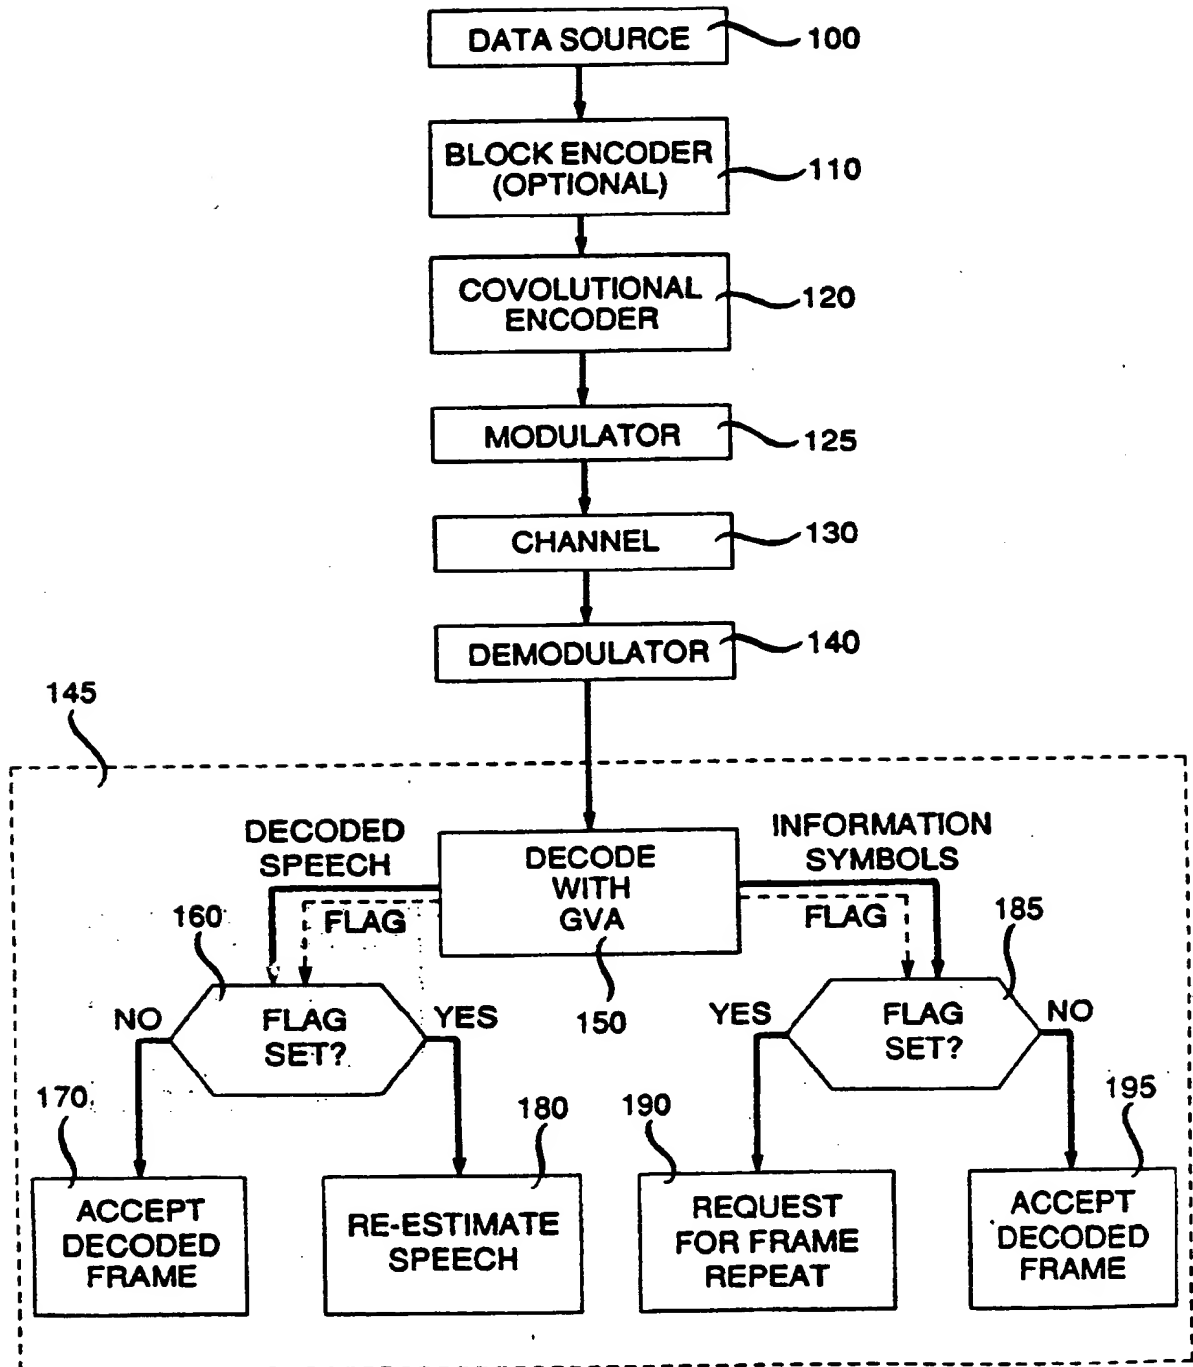 DATA SOURCE
100
BLOCK ENCODER
(OPTIONAL)
110
COVOLUTIONAL
ENCODER
120
MODULATOR
125
CHANNEL
130
DEMODULATOR
140
145
DECODED
SPEECH
FLAG
DECODE
WITH
GVA
150
INFORMATION
SYMBOLS
FLAG
160
NO
FLAG
SET?
YES
185
YES
FLAG
SET?
NO
170
ACCEPT
DECODED
FRAME
180
RE-ESTIMATE
SPEECH
190
REQUEST
FOR FRAME
REPEAT
195
ACCEPT
DECODED
FRAME